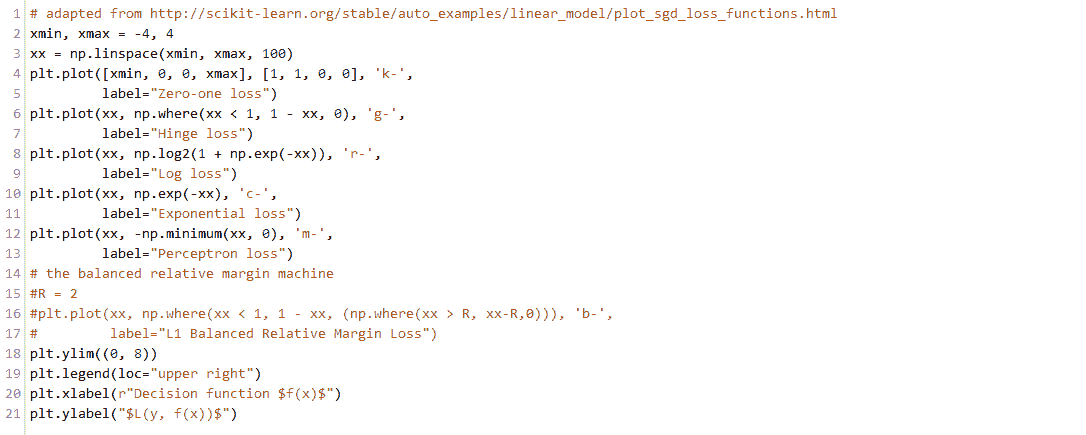 1 # adapted from http://scikit-learn.org/stable/auto_examples/linear_model/plot_sgd_loss_functions.html
2 xmin, xmax = -4, 4
3 xx = np.linspace(xmin, xmax, 100)
4 plt.plot([xmin, 0, 0, xmax], [1, 1, 0, 0], 'k-',
5          label="Zero-one loss")
6 plt.plot(xx, np.where(xx < 1, 1 - xx, 0), 'g-',
7          label="Hinge loss")
8 plt.plot(xx, np.log2(1 + np.exp(-xx)), 'r-',
9          label="Log loss")
10 plt.plot(xx, np.exp(-xx), 'c-',
11          label="Exponential loss")
12 plt.plot(xx, -np.minimum(xx, 0), 'm-',
13          label="Perceptron loss")
14 # the balanced relative margin machine
15 #R = 2
16 #plt.plot(xx, np.where(xx < 1, 1 - xx, (np.where(xx > R, xx-R,0))), 'b-',
17 #         label="L1 Balanced Relative Margin Loss")
18 plt.ylim((0, 8))
19 plt.legend(loc="upper right")
20 plt.xlabel(r"Decision function $f(x)$")
21 plt.ylabel("$L(y, f(x))$")